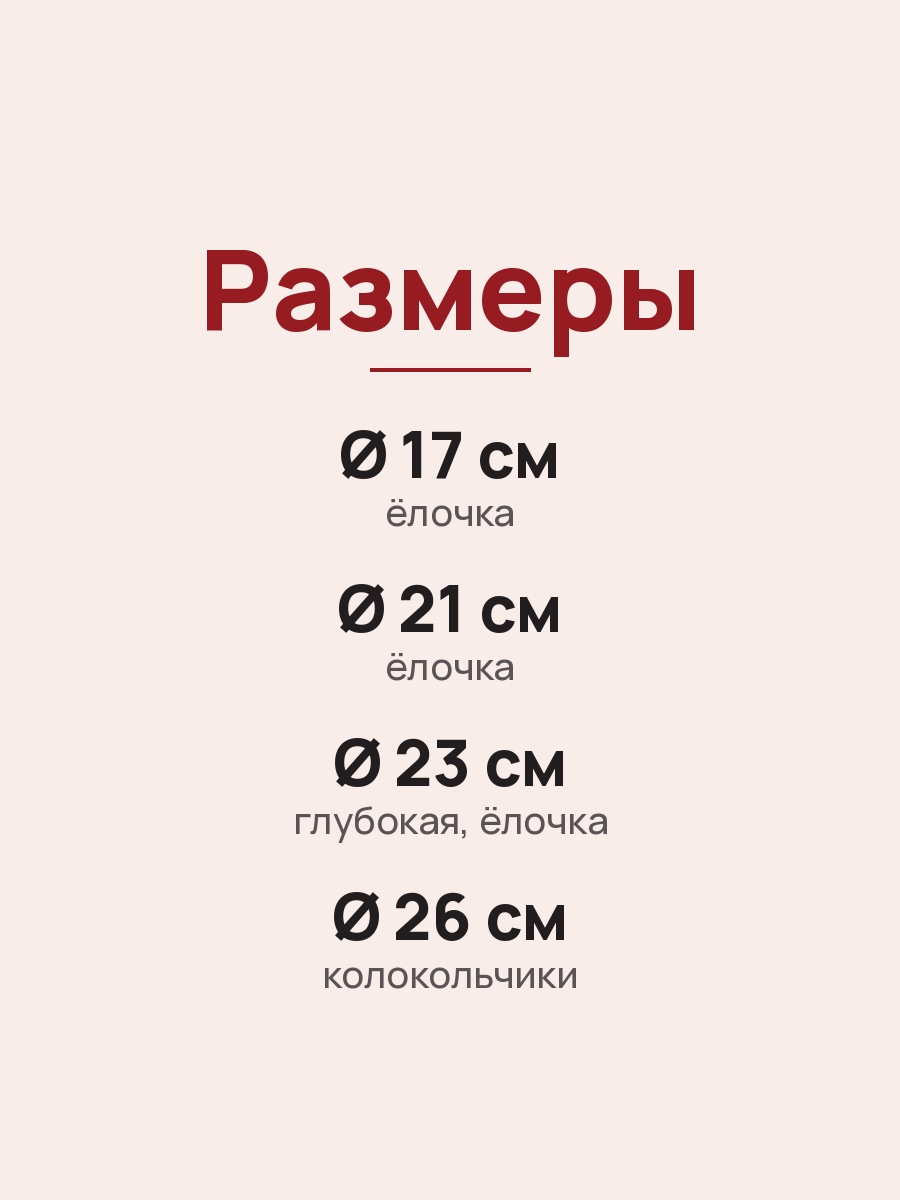 Размеры
Ø 17 см
ёлочка
Ø 21 см
ёлочка
Ø 23 см
глубокая, ёлочка
Ø 26 см
колокольчики